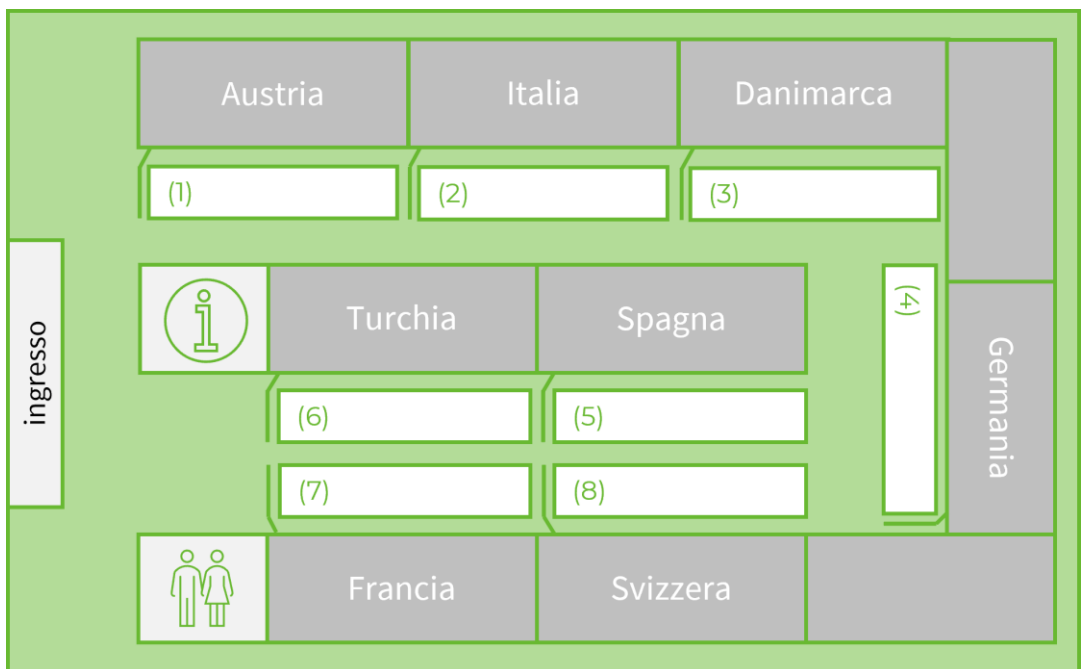 Austria
Italia
Danimarca
(1)
(2)
(3)
(4)
ingresso
Turchia
Spagna
Germania
(6)
(5)
(7)
(8)
Francia
Svizzera